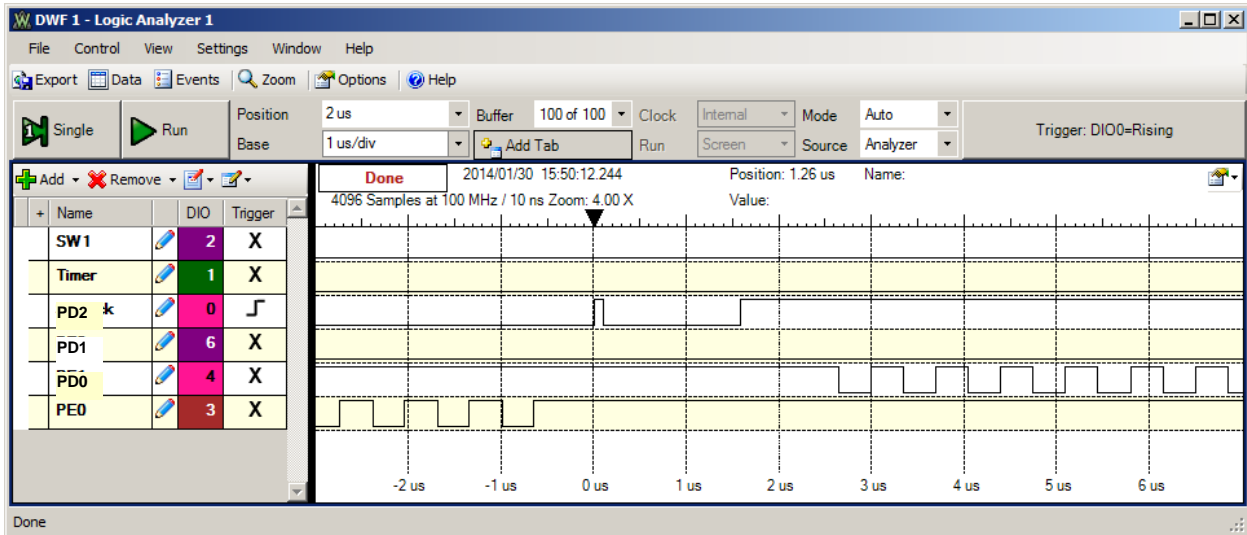 DWF 1 - Logic Analyzer 1
File Control View Settings Window Help
Export Data Events Zoom Options Help
Single Run Position 2 us Buffer 100 of 100 Clock Internal Mode Auto Trigger: DIO0=Rising
Base 1 us/div Add Tab Run Screen Source Analyzer
Add Remove Done 2014/01/30 15:50:12.244 Position: 1.26 us Name:
4096 Samples at 100 MHz / 10 ns Zoom: 4.00 X Value:
+ Name DIO Trigger
SW1 2 X
Timer 1 X
PD2 k 0
PD1 6 X
PD0 4 X
PE0 3 X
-2 us -1 us 0 us 1 us 2 us 3 us 4 us 5 us 6 us
Done